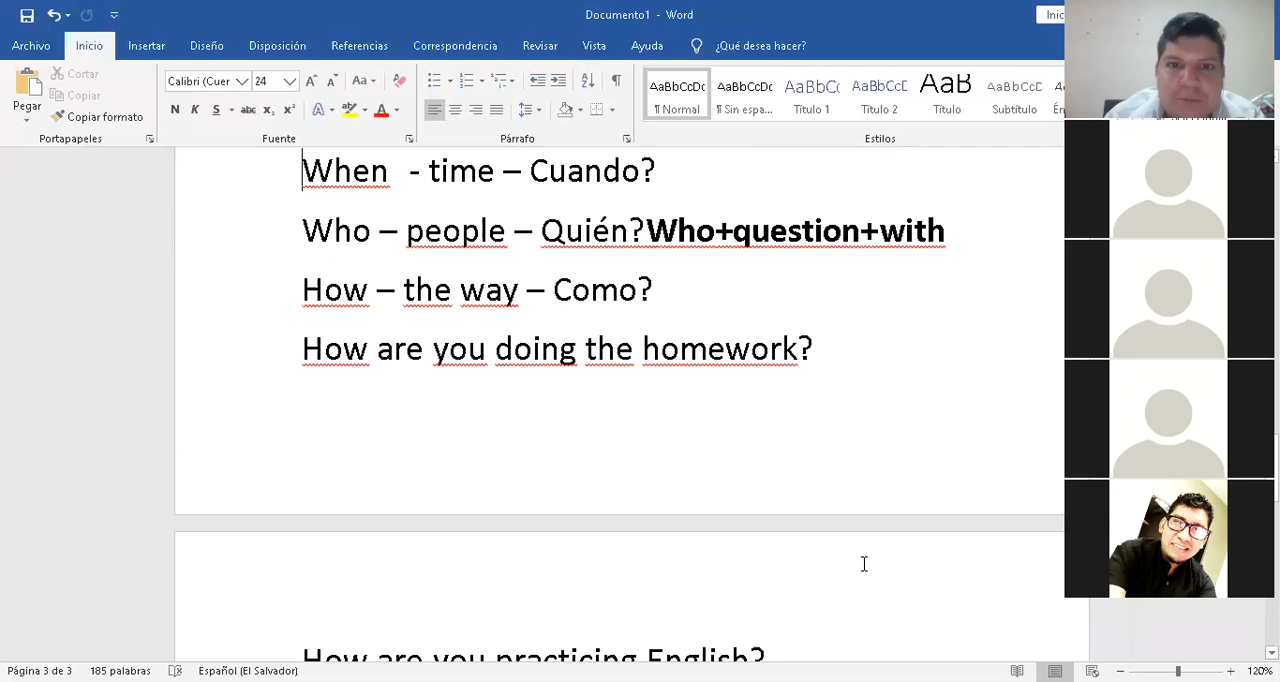 Documento1 - Word
Inic
Archivo Inicio Insertar Diseño Disposición Referencias Correspondencia Revisar Vista Ayuda ¿Qué desea hacer?
Pegar
Cortar
Copiar
Copiar formato
Portapapeles
Calibri (Cuer 24
N K S abc x₂ x²
Fuente
Párrafo
AaBbCcDc AaBbCcDc AaBbCc AaBbCcD AaB AaBbCcD
¶ Normal ¶ Sin espa... Título 1 Título 2 Título Subtítulo
Estilos
When - time – Cuando?
Who – people – Quién?Who+question+with
How – the way – Como?
How are you doing the homework?
How are you practicing English?
Página 3 de 3 185 palabras Español (El Salvador) 120%